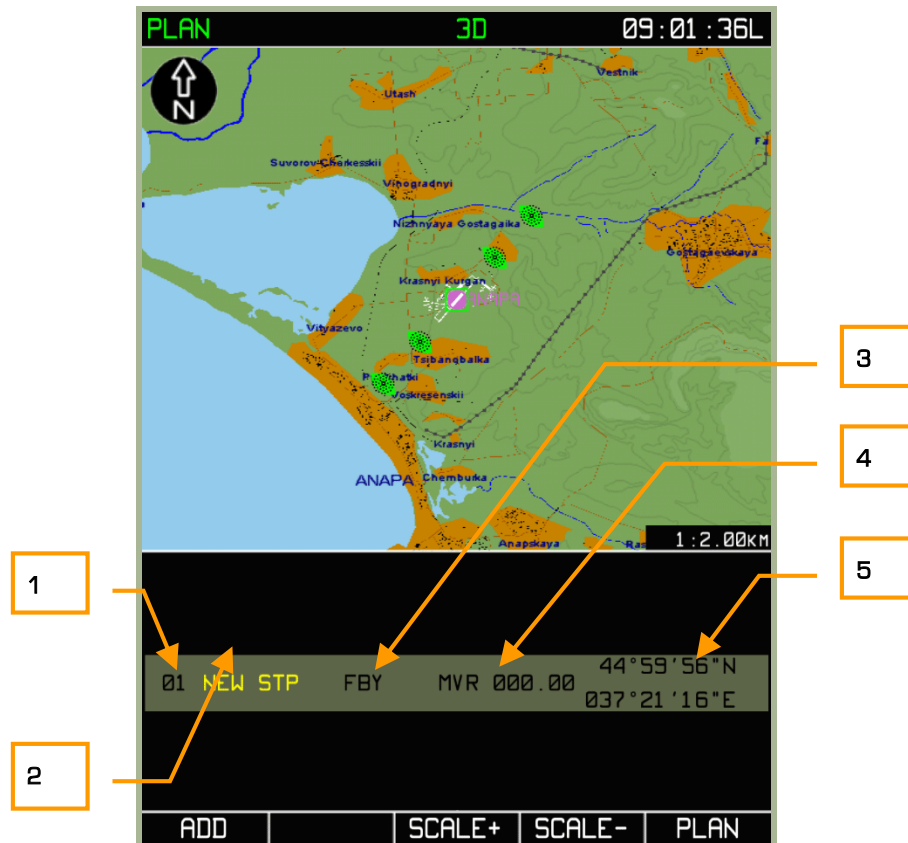 PLAN 3D 09:01:36L
N
Vestnik
Utash
Suvorov-Cherkesskii
Vinogradnyi
Nizhnyaya Gostagaika
Gostagaevskaya
Krasnyi Kurgan
ANAPA
Vityazevo
Tsibanobalka
Voskresenskii
Krasnyi
ANAPA
Chemburka
Anapskaya
1:2.00KM
3
4
5
1
2
01 NEW STP FBY MVR 000.00 44°59'56"N
037°21'16"E
ADD SCALE+ SCALE- PLAN